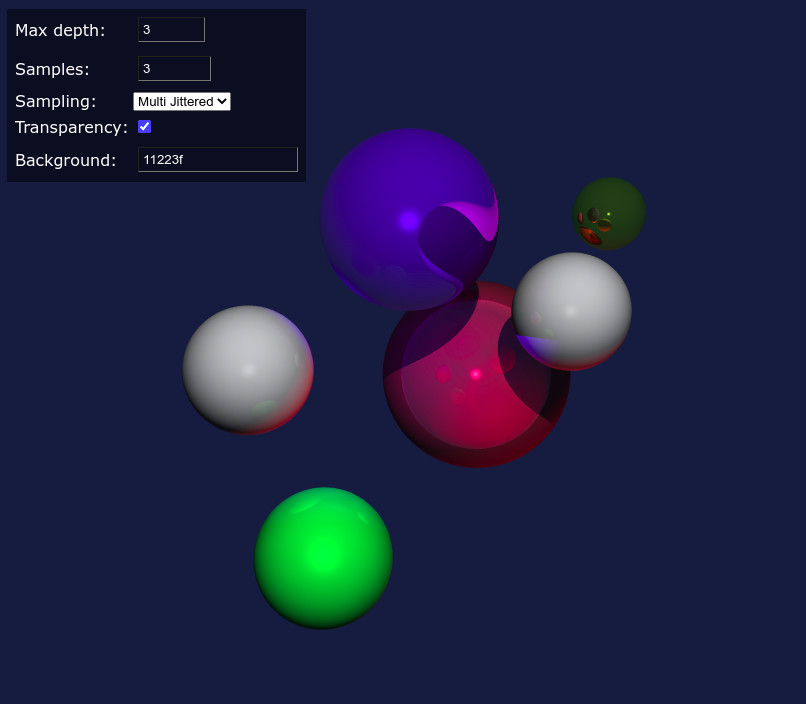 Max depth: 3
Samples: 3
Sampling: Multi Jittered
Transparency:
Background: 11223f